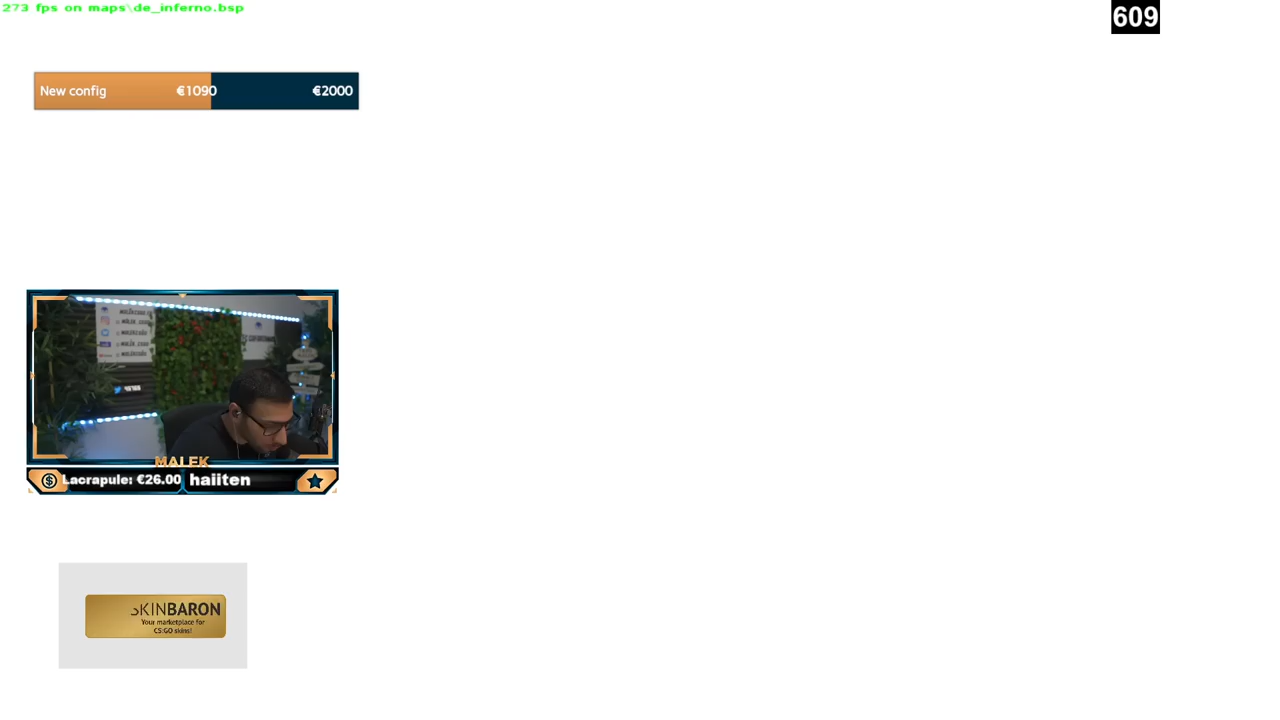 273 fps on maps\de_inferno.bsp
609
New config €1090 €2000
MALEK
Lacrapule: €26.00 haiiten
SKINBARON
Your marketplace for
CS:GO skins!